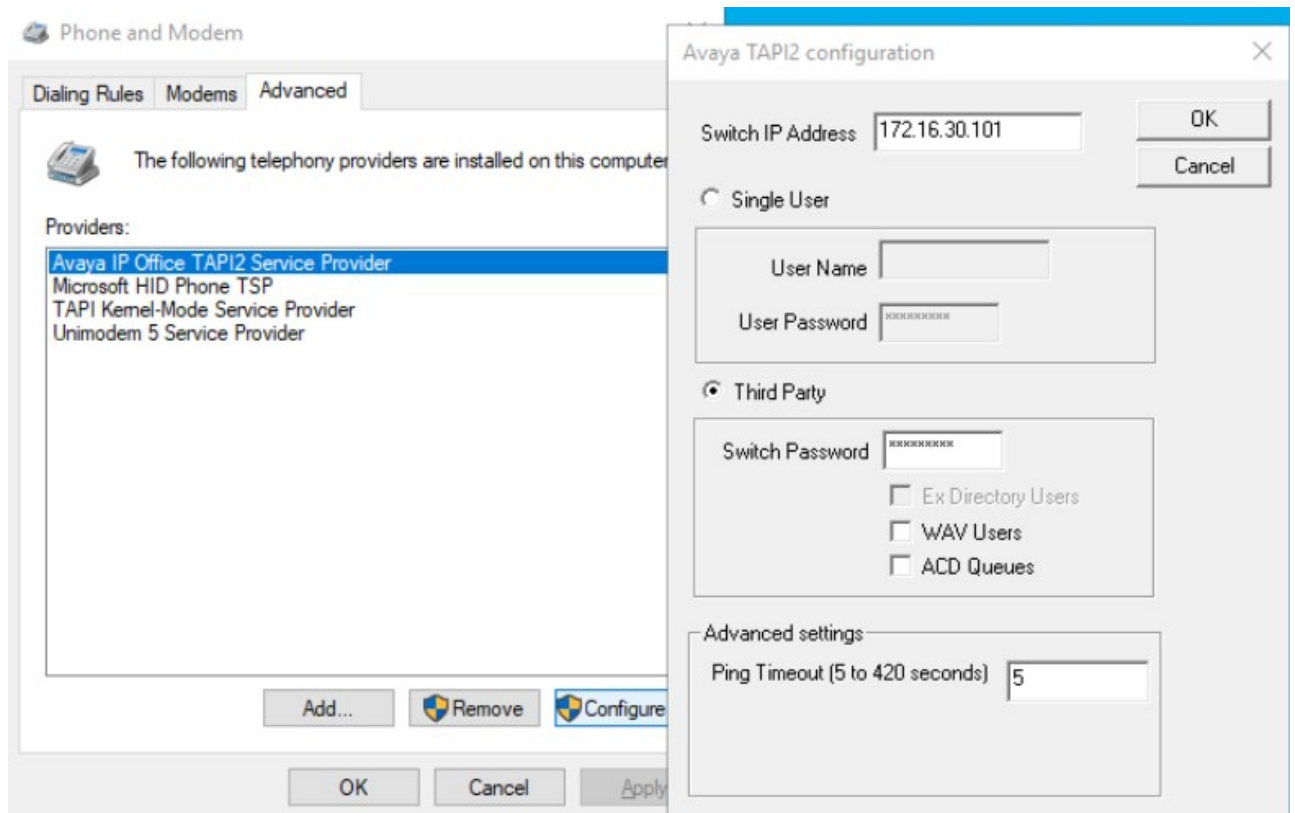 Phone and Modem
Dialing Rules Modems Advanced
The following telephony providers are installed on this computer
Providers:
Avaya IP Office TAPI2 Service Provider
Microsoft HID Phone TSP
TAPI Kernel-Mode Service Provider
Unimodem 5 Service Provider
Add... Remove Configure
OK Cancel Apply
Avaya TAPI2 configuration
Switch IP Address 172.16.30.101
OK
Cancel
Single User
User Name
User Password xxxxxxxxx
Third Party
Switch Password xxxxxxxxx
Ex Directory Users
WAV Users
ACD Queues
Advanced settings
Ping Timeout (5 to 420 seconds) 5